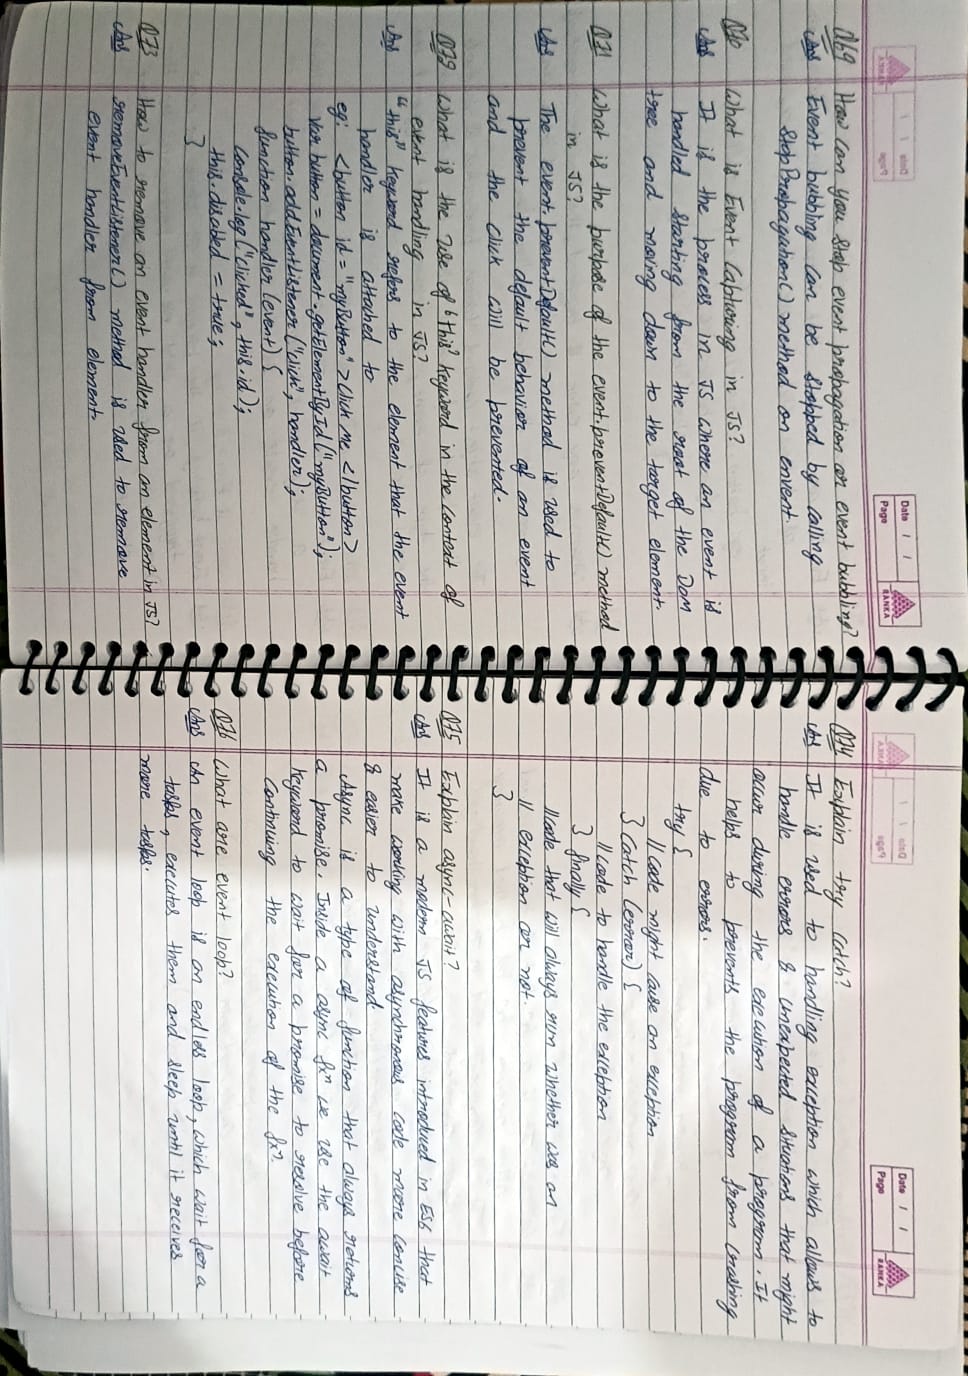 Date
Page
RANKA
Q69 How can you stop event propagation or event bubbling?
Ans Event bubbling can be stopped by calling
stopPropagation() method on envent.
Q70 What is Event Capturing in JS?
Ans It is the process in JS where an event is
handled starting from the root of the Dom
tree and moving down to the target element.
Q71 What is the purpose of the event.preventDefault() method
in JS?
Ans The event.preventDefault() method is used to
prevent the default behavior of an event
and the click will be prevented.
Q79 What is the use of "This" keyword in the context of
event handling in JS?
Ans "this" keyword refers to the element that the event
handler is attached to
eg: <button id = "myButton" > Click me </button>
Var button = document.getElementById("myButton");
button.addEventListener ("click", handler);
function handler (event) {
console.log("clicked", this.id);
this.disabled = true;
}
Q73 How to remove an event handler from an element in JS?
Ans removeEventListener() method is used to remove
event handler from element.
Date
Page
RANKA
Q74 Explain try catch?
Ans It is used to handling exception which allows to
handle errors & unexpected situations that might
occur during the execution of a program. It
helps to prevents the program from crashing
due to errors.
try {
// code might cause an exception
} Catch (error) {
// code to handle the exception
} finally {
// code that will always run whether was an
// exception or not.
}
Q75 Explain async-await?
Ans It is a modern JS features introduced in ES6 that
make working with asynchronous code more concise
& easier to understand.
Async is a type of function that always returns
a promise. Inside a async fxn we use the await
keyword to wait for a promise to resolve before
continuing the execution of the fxn.
Q76 What are event loop?
Ans An event loop is an endless loop, which wait for a
tasks, executes them and sleep until it receives
more tasks.